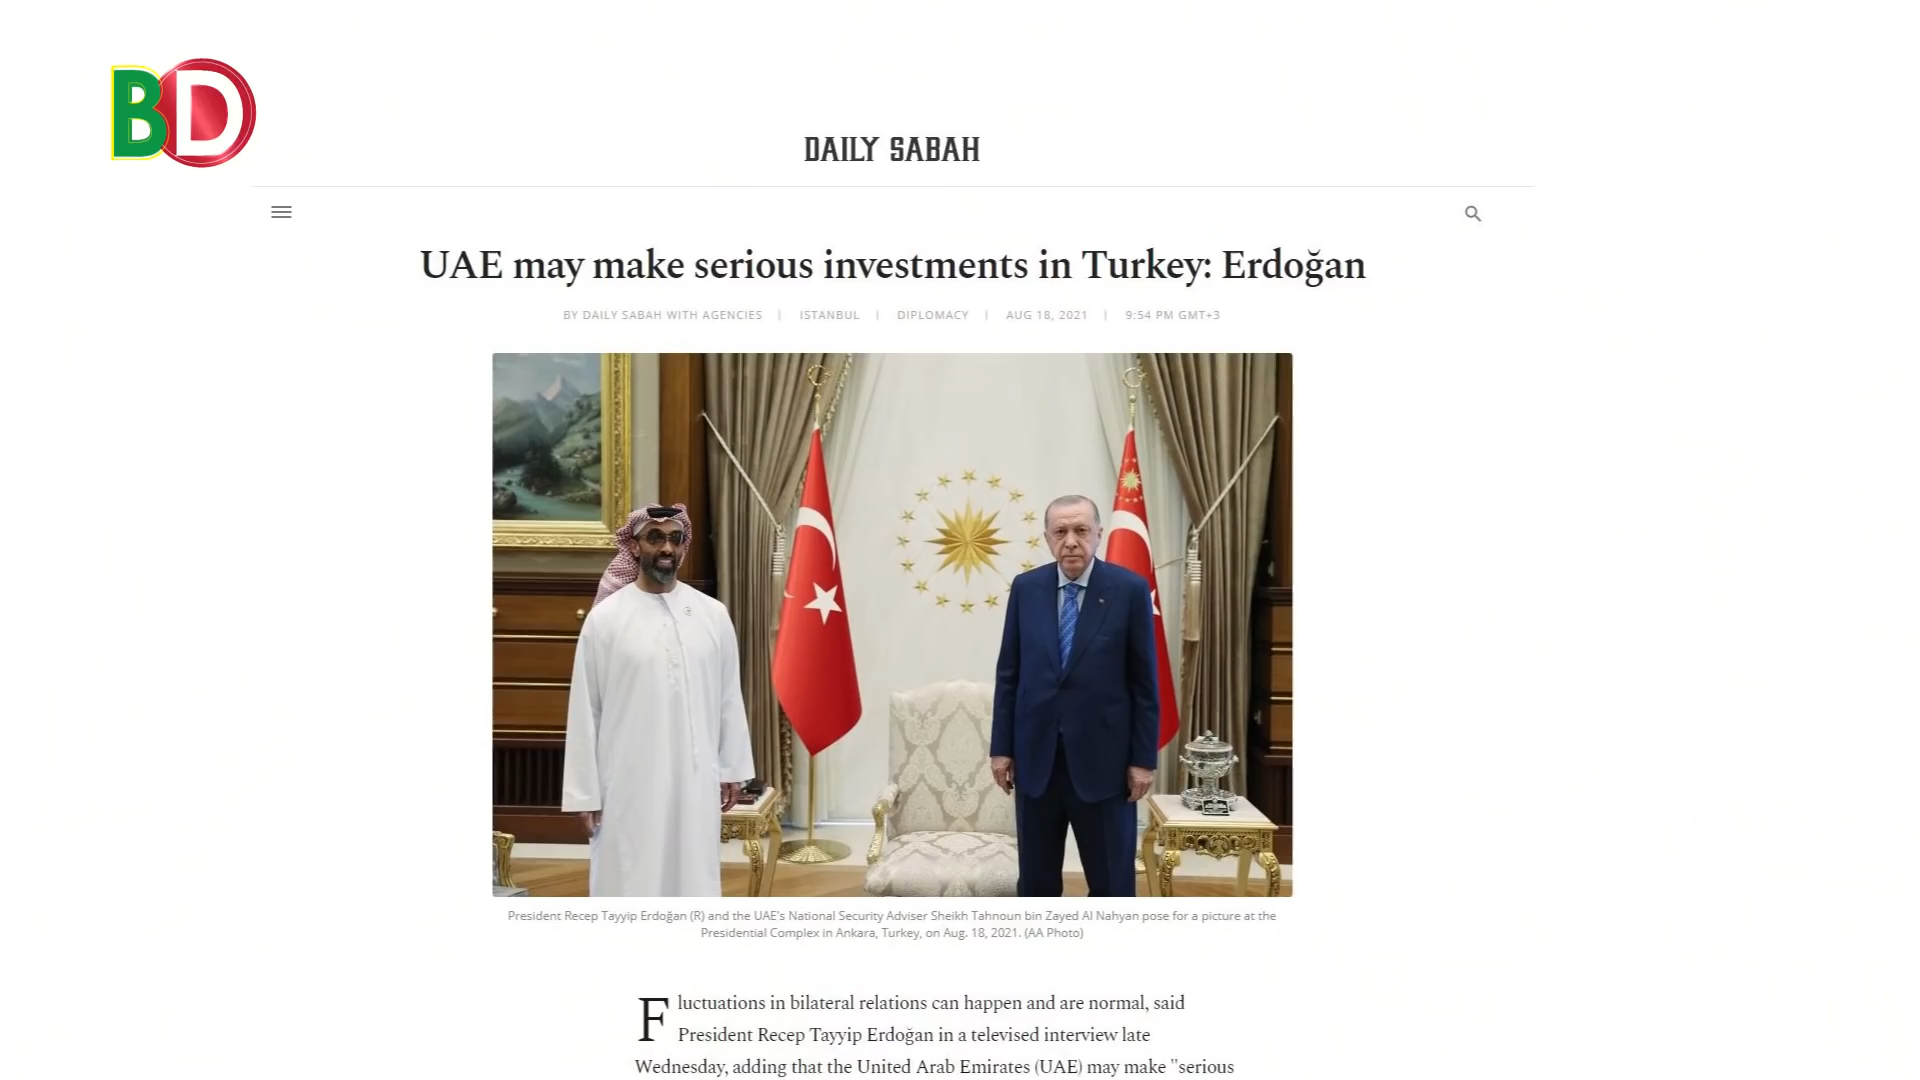 BD
DAILY SABAH
UAE may make serious investments in Turkey: Erdoğan
BY DAILY SABAH WITH AGENCIES | ISTANBUL | DIPLOMACY | AUG 18, 2021 | 9:54 PM GMT+3
President Recep Tayyip Erdoğan (R) and the UAE's National Security Adviser Sheikh Tahnoun bin Zayed Al Nahyan pose for a picture at the
Presidential Complex in Ankara, Turkey, on Aug. 18, 2021. (AA Photo)
Fluctuations in bilateral relations can happen and are normal, said
President Recep Tayyip Erdoğan in a televised interview late
Wednesday, adding that the United Arab Emirates (UAE) may make "serious